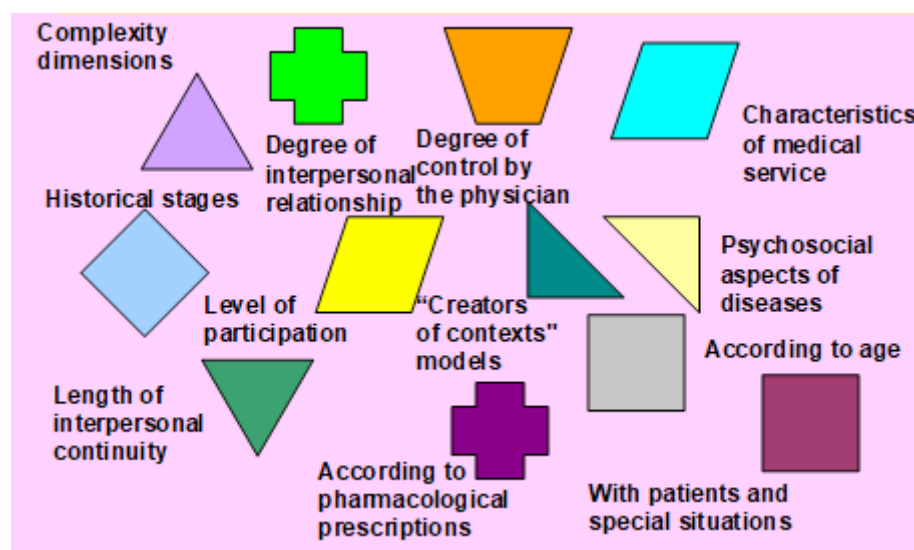 Complexity
dimensions
Degree of
interpersonal
relationship
Degree of
control by
the physician
Characteristics
of medical
service
Historical stages
Level of
participation
“Creators
of contexts"
models
Psychosocial
aspects of
diseases
According to age
Length of
interpersonal
continuity
According to
pharmacological
prescriptions
With patients and
special situations